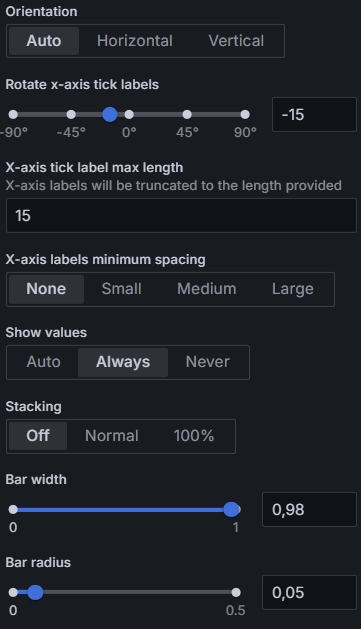 Orientation
Auto Horizontal Vertical
Rotate x-axis tick labels
-15
-90° -45° 0° 45° 90°
X-axis tick label max length
X-axis labels will be truncated to the length provided
15
X-axis labels minimum spacing
None Small Medium Large
Show values
Auto Always Never
Stacking
Off Normal 100%
Bar width
0,98
0 1
Bar radius
0,05
0 0.5